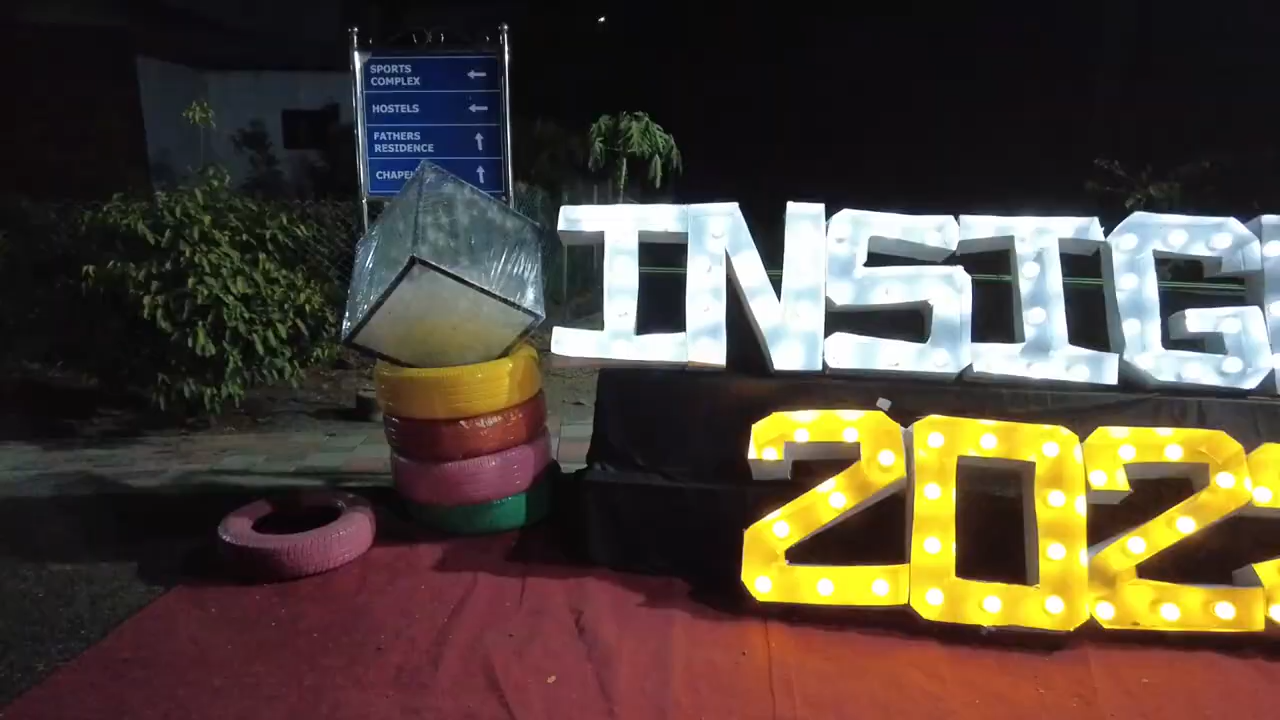 SPORTS
COMPLEX
HOSTELS
FATHERS
RESIDENCE
CHAPEL
INSIG
202